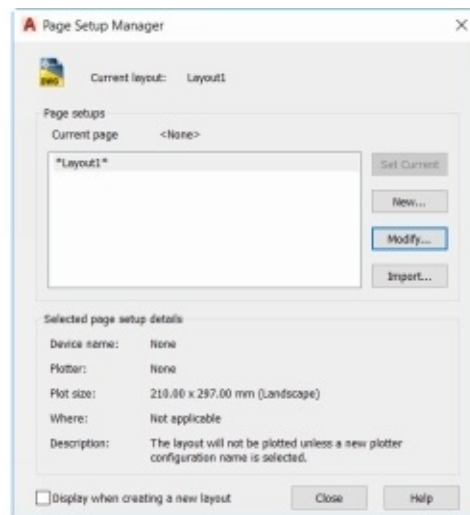 A Page Setup Manager
DWG
Current layout: Layout1
Page setups
Current page <None>
*Layout1*
Set Current
New...
Modify...
Import...
Selected page setup details
Device name: None
Plotter: None
Plot size: 210.00 x 297.00 mm (Landscape)
Where: Not applicable
Description: The layout will not be plotted unless a new plotter
configuration name is selected.
Display when creating a new layout Close Help